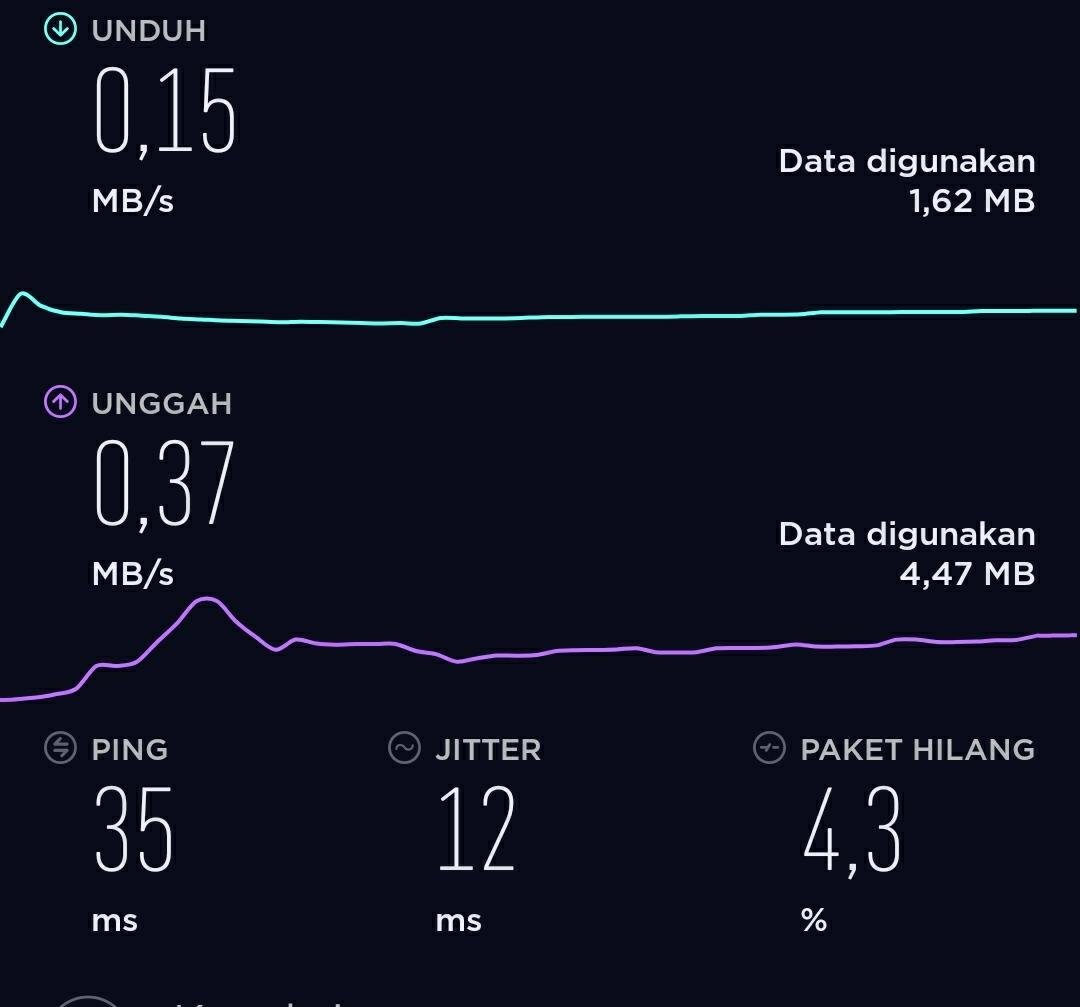 UNDUH
0,15
MB/s
Data digunakan
1,62 MB
UNGGAH
0,37
MB/s
Data digunakan
4,47 MB
PING JITTER PAKET HILANG
35 12 4,3
ms ms %